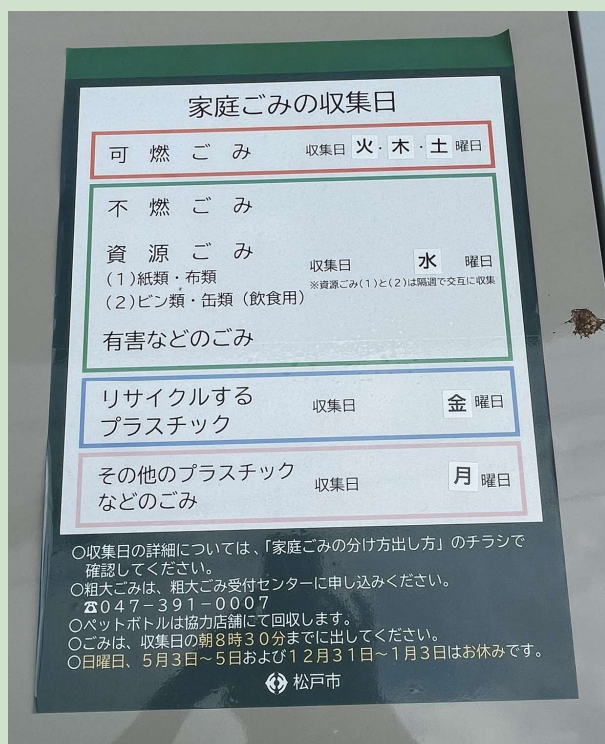 家庭ごみの収集日
可燃ごみ 収集日 火・木・土 曜日
不燃ごみ
資源ごみ
(1)紙類・布類
(2)ビン類・缶類(飲食用)
収集日 水 曜日
※資源ごみ(1)と(2)は隔週で交互に収集
有害などのごみ
リサイクルする
プラスチック
収集日 金 曜日
その他のプラスチック
などのごみ
収集日 月 曜日
○収集日の詳細については、「家庭ごみの分け方出し方」のチラシで
確認してください。
○粗大ごみは、粗大ごみ受付センターに申し込みください。
☎047-391-0007
○ペットボトルは協力店舗にて回収します。
○ごみは、収集日の朝8時30分までに出してください。
○日曜日、5月3日~5日および12月31日~1月3日はお休みです。
松戸市